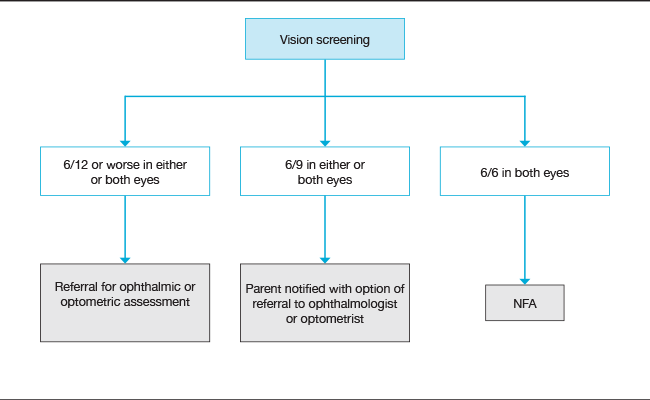 Vision screening
6/12 or worse in either
or both eyes
6/9 in either or
both eyes
6/6 in both eyes
Referral for ophthalmic or
optometric assessment
Parent notified with option of
referral to ophthalmologist
or optometrist
NFA